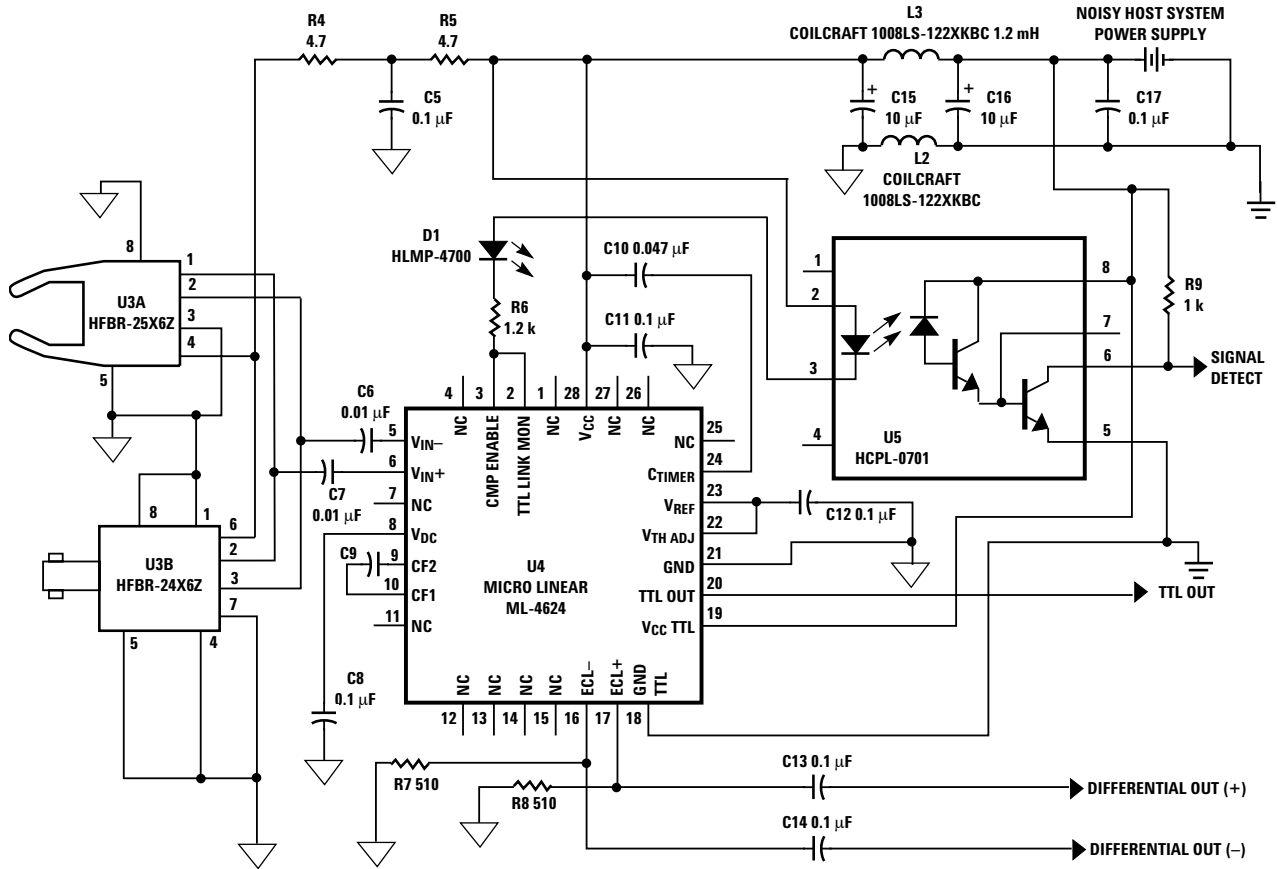 R4
4.7
R5
4.7
L3
COILCRAFT 1008LS-122XKBC 1.2 mH
NOISY HOST SYSTEM
POWER SUPPLY
C5
0.1 µF
+
C15
10 µF
+
C16
10 µF
C17
0.1 µF
L2
COILCRAFT
1008LS-122XKBC
D1
HLMP-4700
R6
1.2 k
C10 0.047 µF
C11 0.1 µF
8
1
2
3
4
5
U3A
HFBR-25X6Z
1
2
3
4
8
7
6
5
U5
HCPL-0701
R9
1 k
SIGNAL
DETECT
C6
0.01 µF
C7
0.01 µF
8
1
6
2
3
7
5
4
U3B
HFBR-24X6Z
4
3
2
1
28
27
26
NC
CMP ENABLE
TTL LINK MON
NC
VCC
NC
NC
5
VIN–
6
VIN+
7
NC
8
VDC
C9
9
CF2
10
CF1
11
NC
U4
MICRO LINEAR
ML-4624
25
NC
24
CTIMER
23
VREF
22
VTH ADJ
21
GND
20
TTL OUT
19
VCC TTL
C12 0.1 µF
TTL OUT
NC
NC
NC
NC
ECL–
ECL+
GND
TTL
12
13
14
15
16
17
18
C8
0.1 µF
R7 510
R8 510
C13 0.1 µF
DIFFERENTIAL OUT (+)
C14 0.1 µF
DIFFERENTIAL OUT (–)